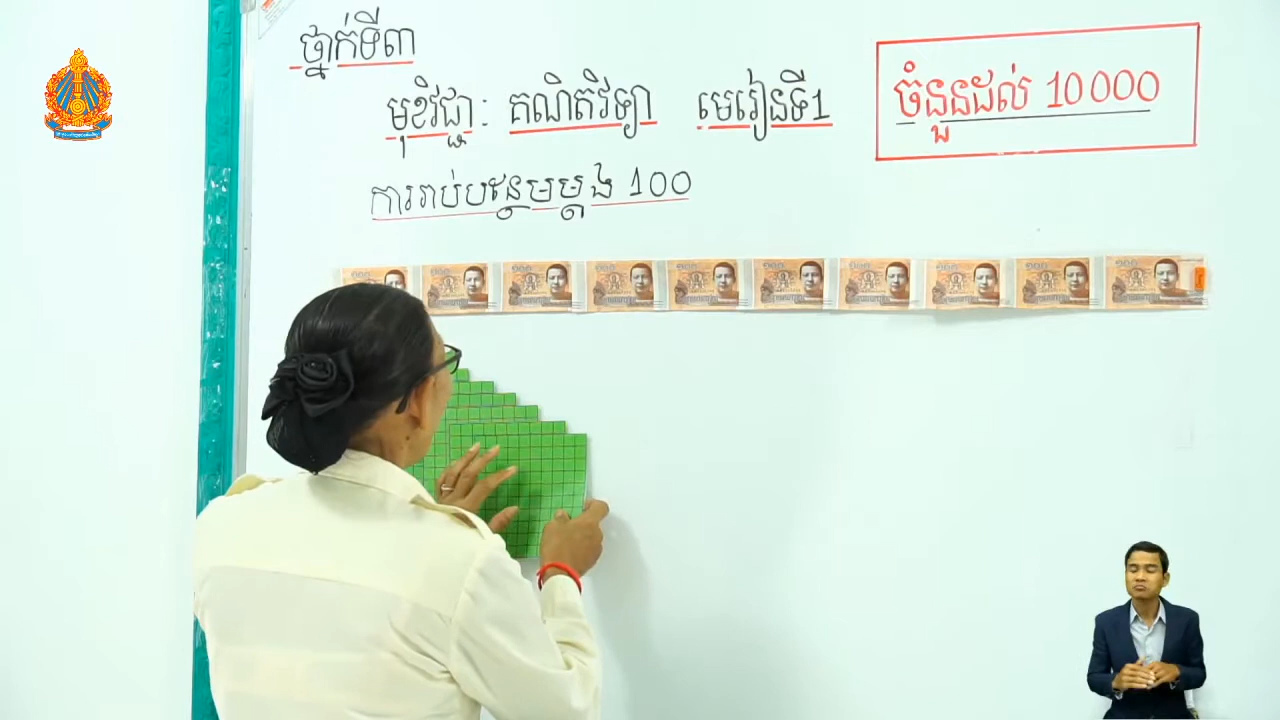 ថ្នាក់ទី៣
មុខវិជ្ជា : គណិតវិទ្យា មេរៀនទី1
ចំនួនដល់ 10 000
ការរាប់បន្ថែមម្ដង 100